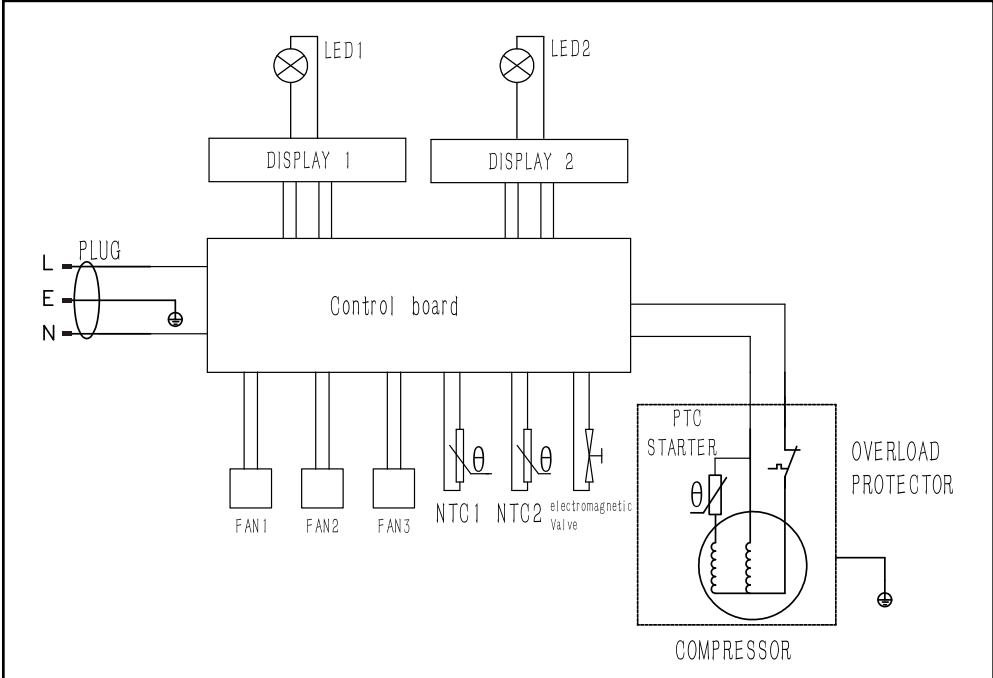 LED1
LED2
DISPLAY 1
DISPLAY 2
PLUG
L
E
N
Control board
PTC
STARTER
OVERLOAD
PROTECTOR
θ
θ
θ
FAN1
FAN2
FAN3
NTC1
NTC2
electromagnetic
Valve
COMPRESSOR